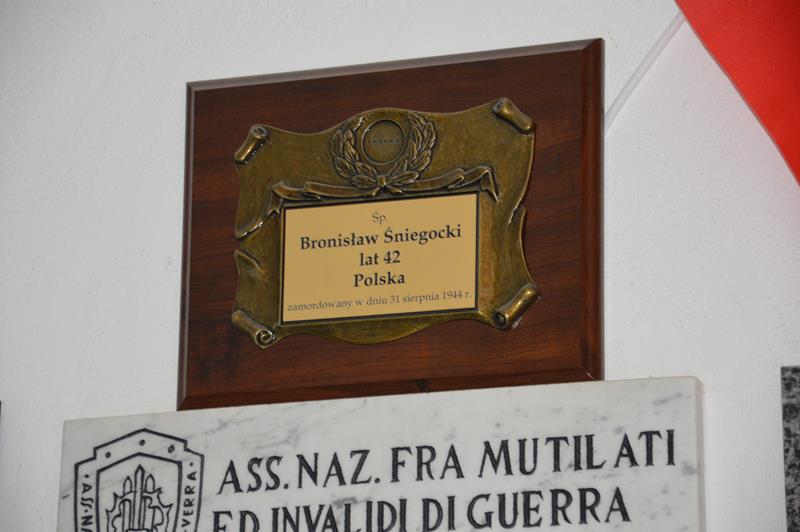 Śp.
Bronisław Śniegocki
lat 42
Polska
zamordowany w dniu 31 sierpnia 1944 r.
ASS. NAZ. FRA MUTILATI
ED INVALIDI DI GUERRA